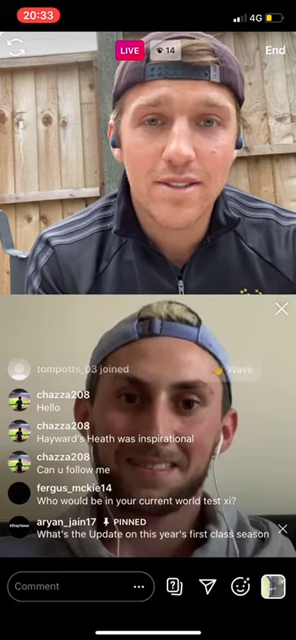 20:33
4G
LIVE
14
End
tompotts_03 joined
Wave
chazza208
Hello
chazza208
Hayward's Heath was inspirational
chazza208
Can u follow me
fergus_mckie14
Who would be in your current world test xi?
aryan_jain17 PINNED
What's the Update on this year's first class season
Comment